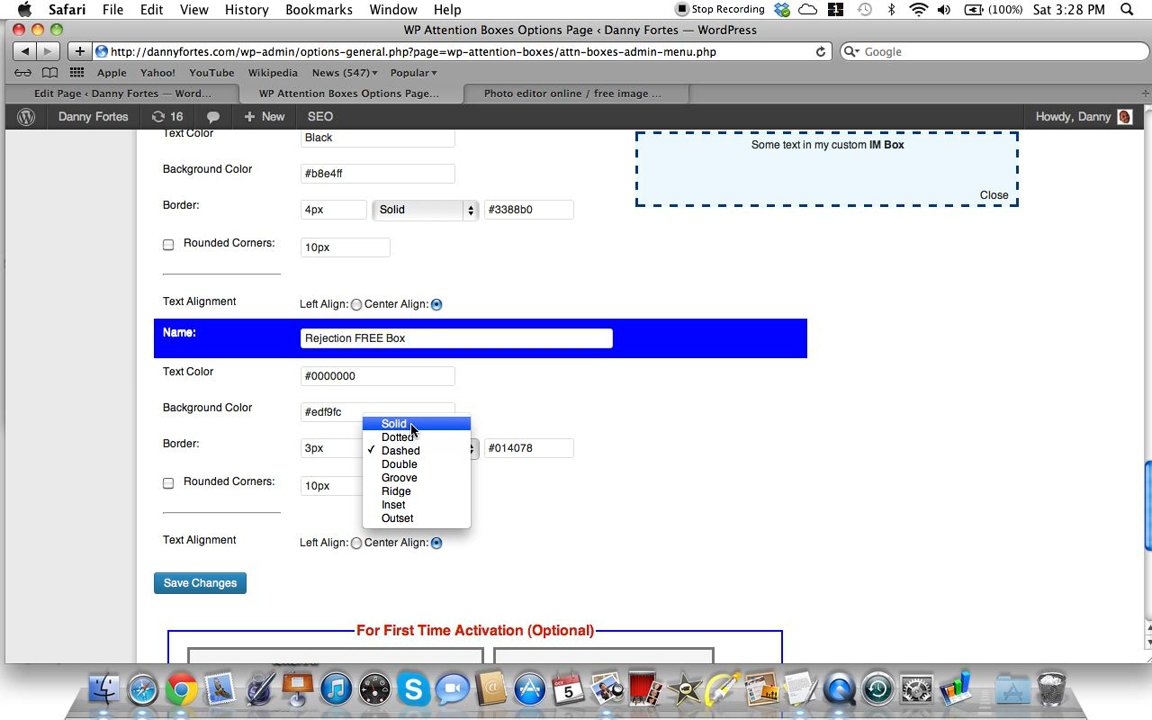 Safari File Edit View History Bookmarks Window Help Stop Recording (100%) Sat 3:28 PM
WP Attention Boxes Options Page ‹ Danny Fortes — WordPress
http://dannyfortes.com/wp-admin/options-general.php?page=wp-attention-boxes/attn-boxes-admin-menu.php Google
Apple Yahoo! YouTube Wikipedia News (547) Popular
Edit Page ‹ Danny Fortes — Word... WP Attention Boxes Options Page... Photo editor online / free image ...
Danny Fortes 16 New SEO Howdy, Danny
Text Color Black
Some text in my custom IM Box
Background Color #b8e4ff
Close
Border: 4px Solid #3388b0
Rounded Corners: 10px
Text Alignment Left Align: Center Align:
Name: Rejection FREE Box
Text Color #0000000
Background Color #edf9fc
Solid
Dotted
Border: 3px #014078
✓ Dashed
Double
Groove
Rounded Corners: 10px
Ridge
Inset
Outset
Text Alignment Left Align: Center Align:
Save Changes
For First Time Activation (Optional)